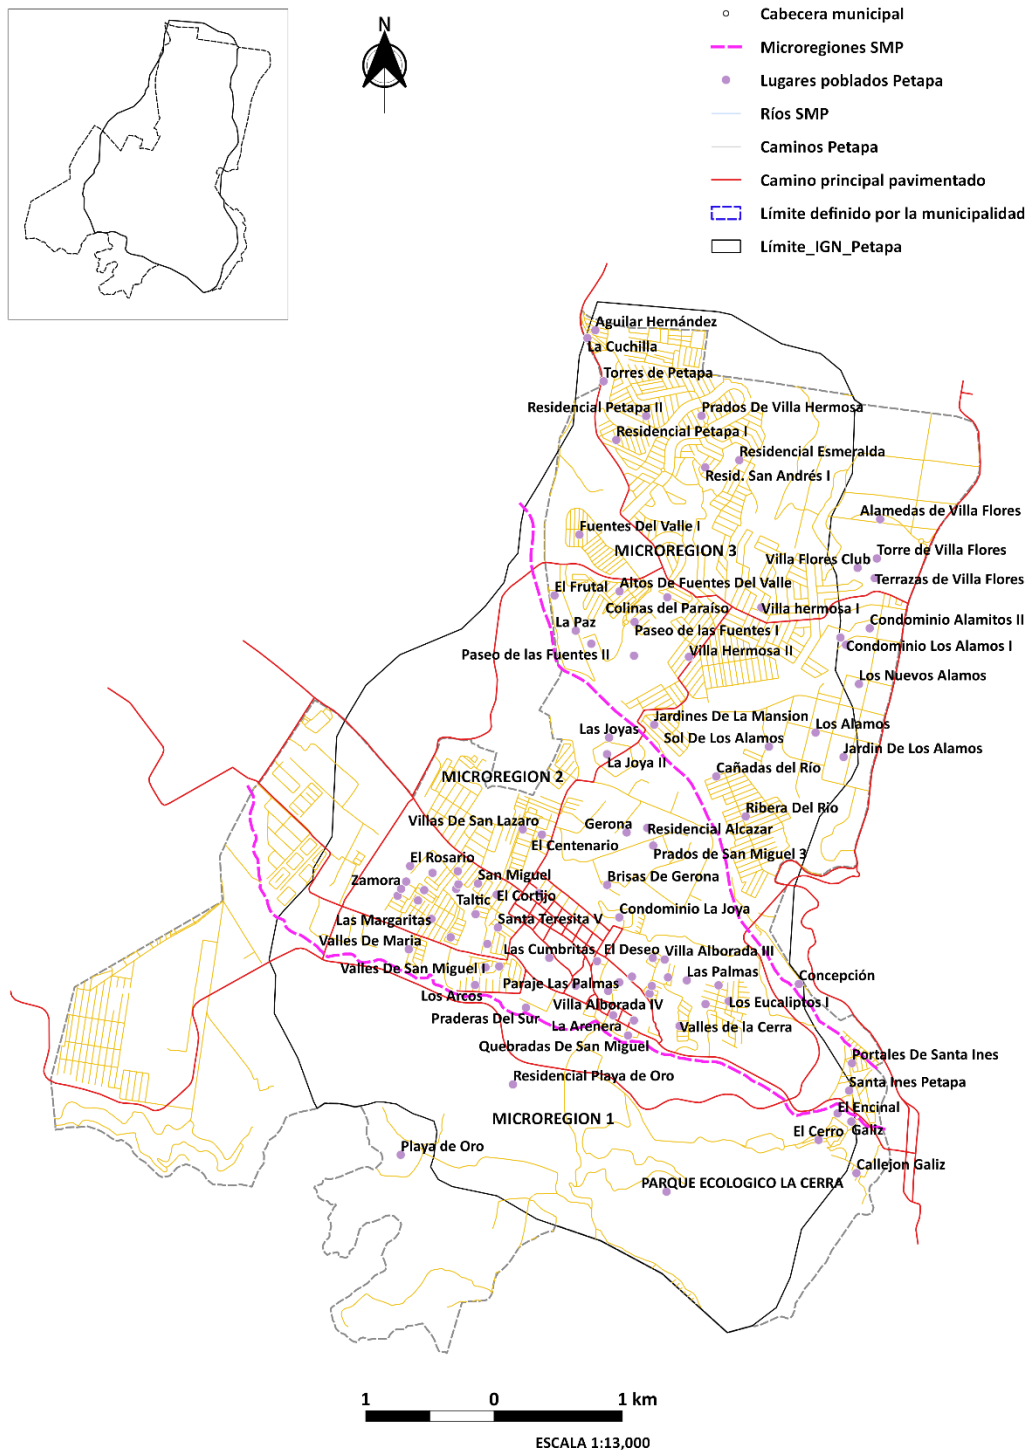 N
Cabecera municipal
Microregiones SMP
Lugares poblados Petapa
Ríos SMP
Caminos Petapa
Camino principal pavimentado
Límite definido por la municipalidad
Límite_IGN_Petapa
Aguilar Hernández
La Cuchilla
Torres de Petapa
Residencial Petapa II
Prados De Villa Hermosa
Residencial Petapa I
Residencial Esmeralda
Resid. San Andrés I
Alamedas de Villa Flores
Fuentes Del Valle I
MICROREGION 3
Villa Flores Club
Torre de Villa Flores
Terrazas de Villa Flores
El Frutal
Altos De Fuentes Del Valle
Colinas del Paraíso
Villa hermosa I
La Paz
Paseo de las Fuentes I
Condominio Alamitos II
Condominio Los Alamos I
Paseo de las Fuentes II
Villa Hermosa II
Los Nuevos Alamos
Jardines De La Mansion
Las Joyas
Sol De Los Alamos
Los Alamos
La Joya II
Jardin De Los Alamos
MICROREGION 2
Cañadas del Río
Ribera Del Rio
Villas De San Lazaro
Gerona
Residencial Alcazar
El Centenario
Prados de San Miguel 3
El Rosario
Zamora
San Miguel
Brisas De Gerona
Taltic
El Cortijo
Las Margaritas
Santa Teresita V
Condominio La Joya
Valles De Maria
Las Cumbritas
El Deseo
Villa Alborada III
Valles De San Miguel I
Las Palmas
Concepción
Los Arcos
Paraje Las Palmas
Villa Alborada IV
Los Eucaliptos I
Praderas Del Sur
La Arenera
Valles de la Cerra
Quebradas De San Miguel
Portales De Santa Ines
Residencial Playa de Oro
Santa Ines Petapa
MICROREGION 1
El Encinal
El Cerro
Galiz
Playa de Oro
Callejon Galiz
PARQUE ECOLOGICO LA CERRA
1 0 1 km
ESCALA 1:13,000